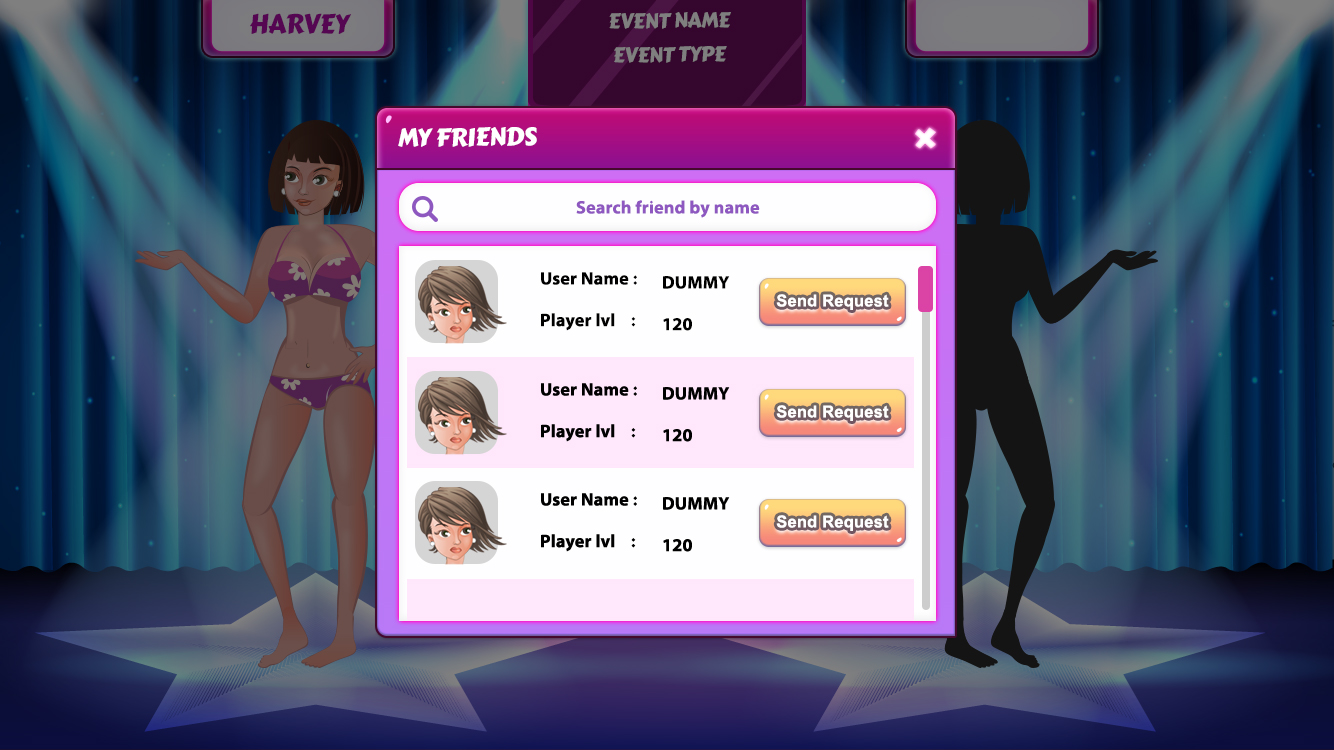 HARVEY
EVENT NAME
EVENT TYPE
MY FRIENDS
Search friend by name
User Name : DUMMY
Player lvl : 120
Send Request
User Name : DUMMY
Player lvl : 120
Send Request
User Name : DUMMY
Player lvl : 120
Send Request